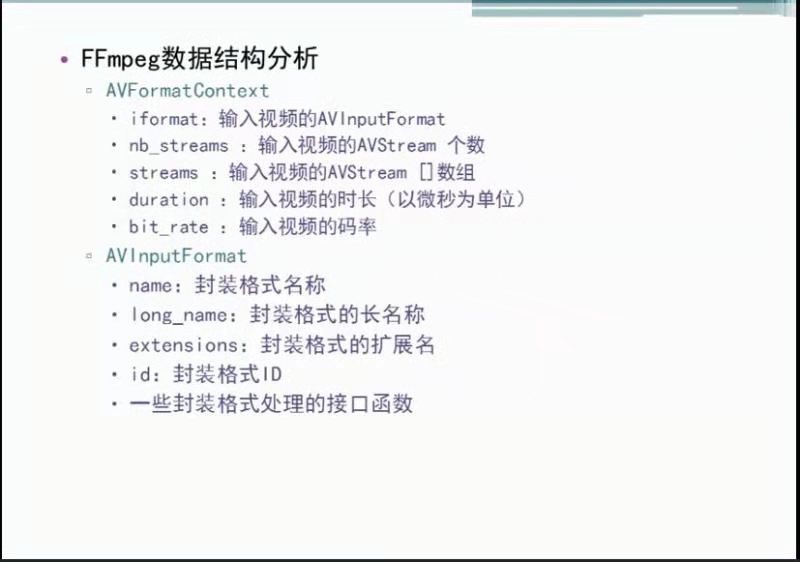 FFmpeg数据结构分析
AVFormatContext
iformat：输入视频的AVInputFormat
nb_streams ：输入视频的AVStream 个数
streams ：输入视频的AVStream []数组
duration ：输入视频的时长（以微秒为单位）
bit_rate ：输入视频的码率
AVInputFormat
name：封装格式名称
long_name：封装格式的长名称
extensions：封装格式的扩展名
id：封装格式ID
一些封装格式处理的接口函数